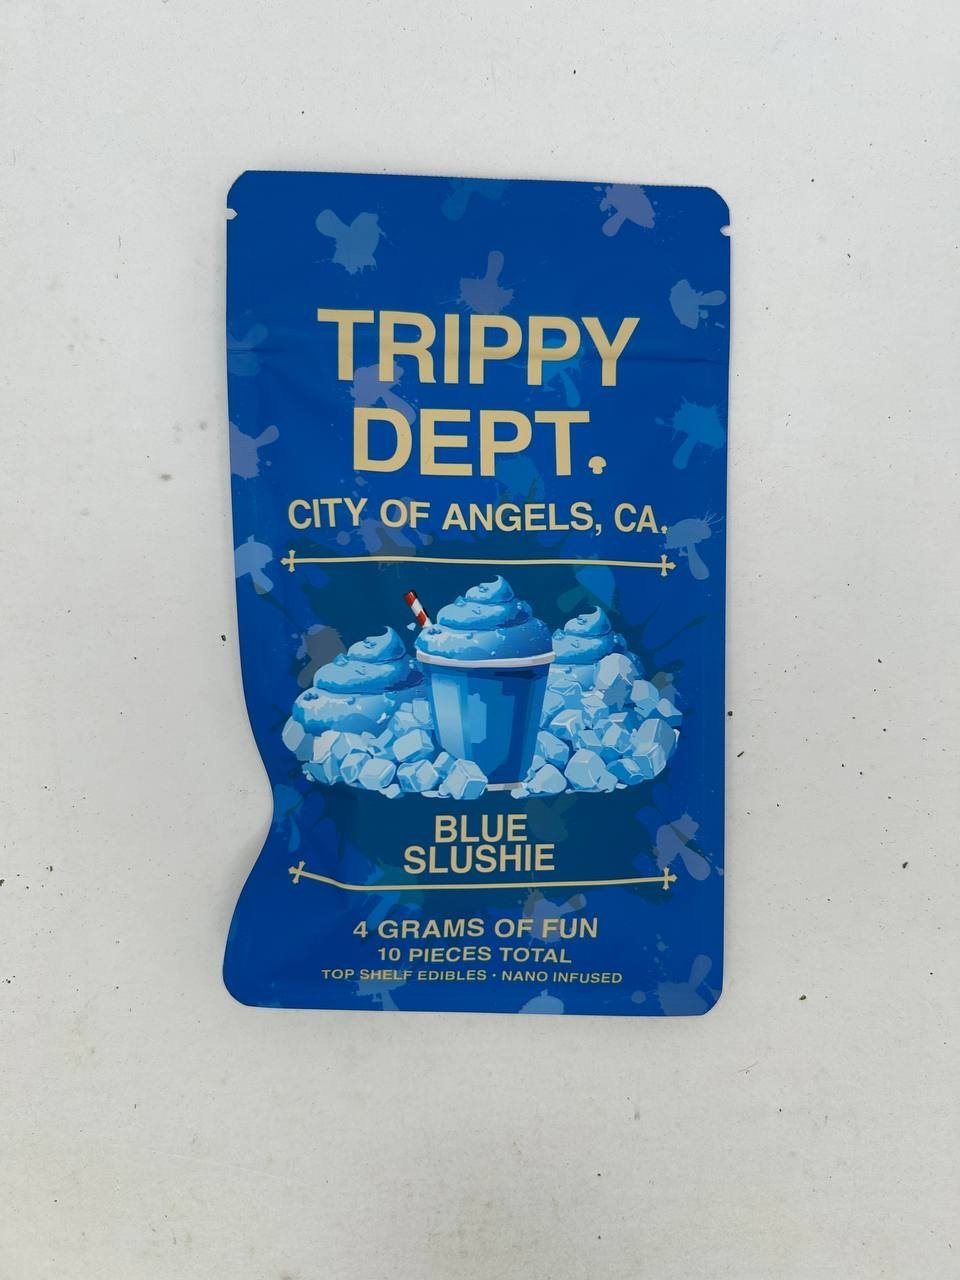 TRIPPY
DEPT.
CITY OF ANGELS, CA.
BLUE
SLUSHIE
4 GRAMS OF FUN
10 PIECES TOTAL
TOP SHELF EDIBLES • NANO INFUSED